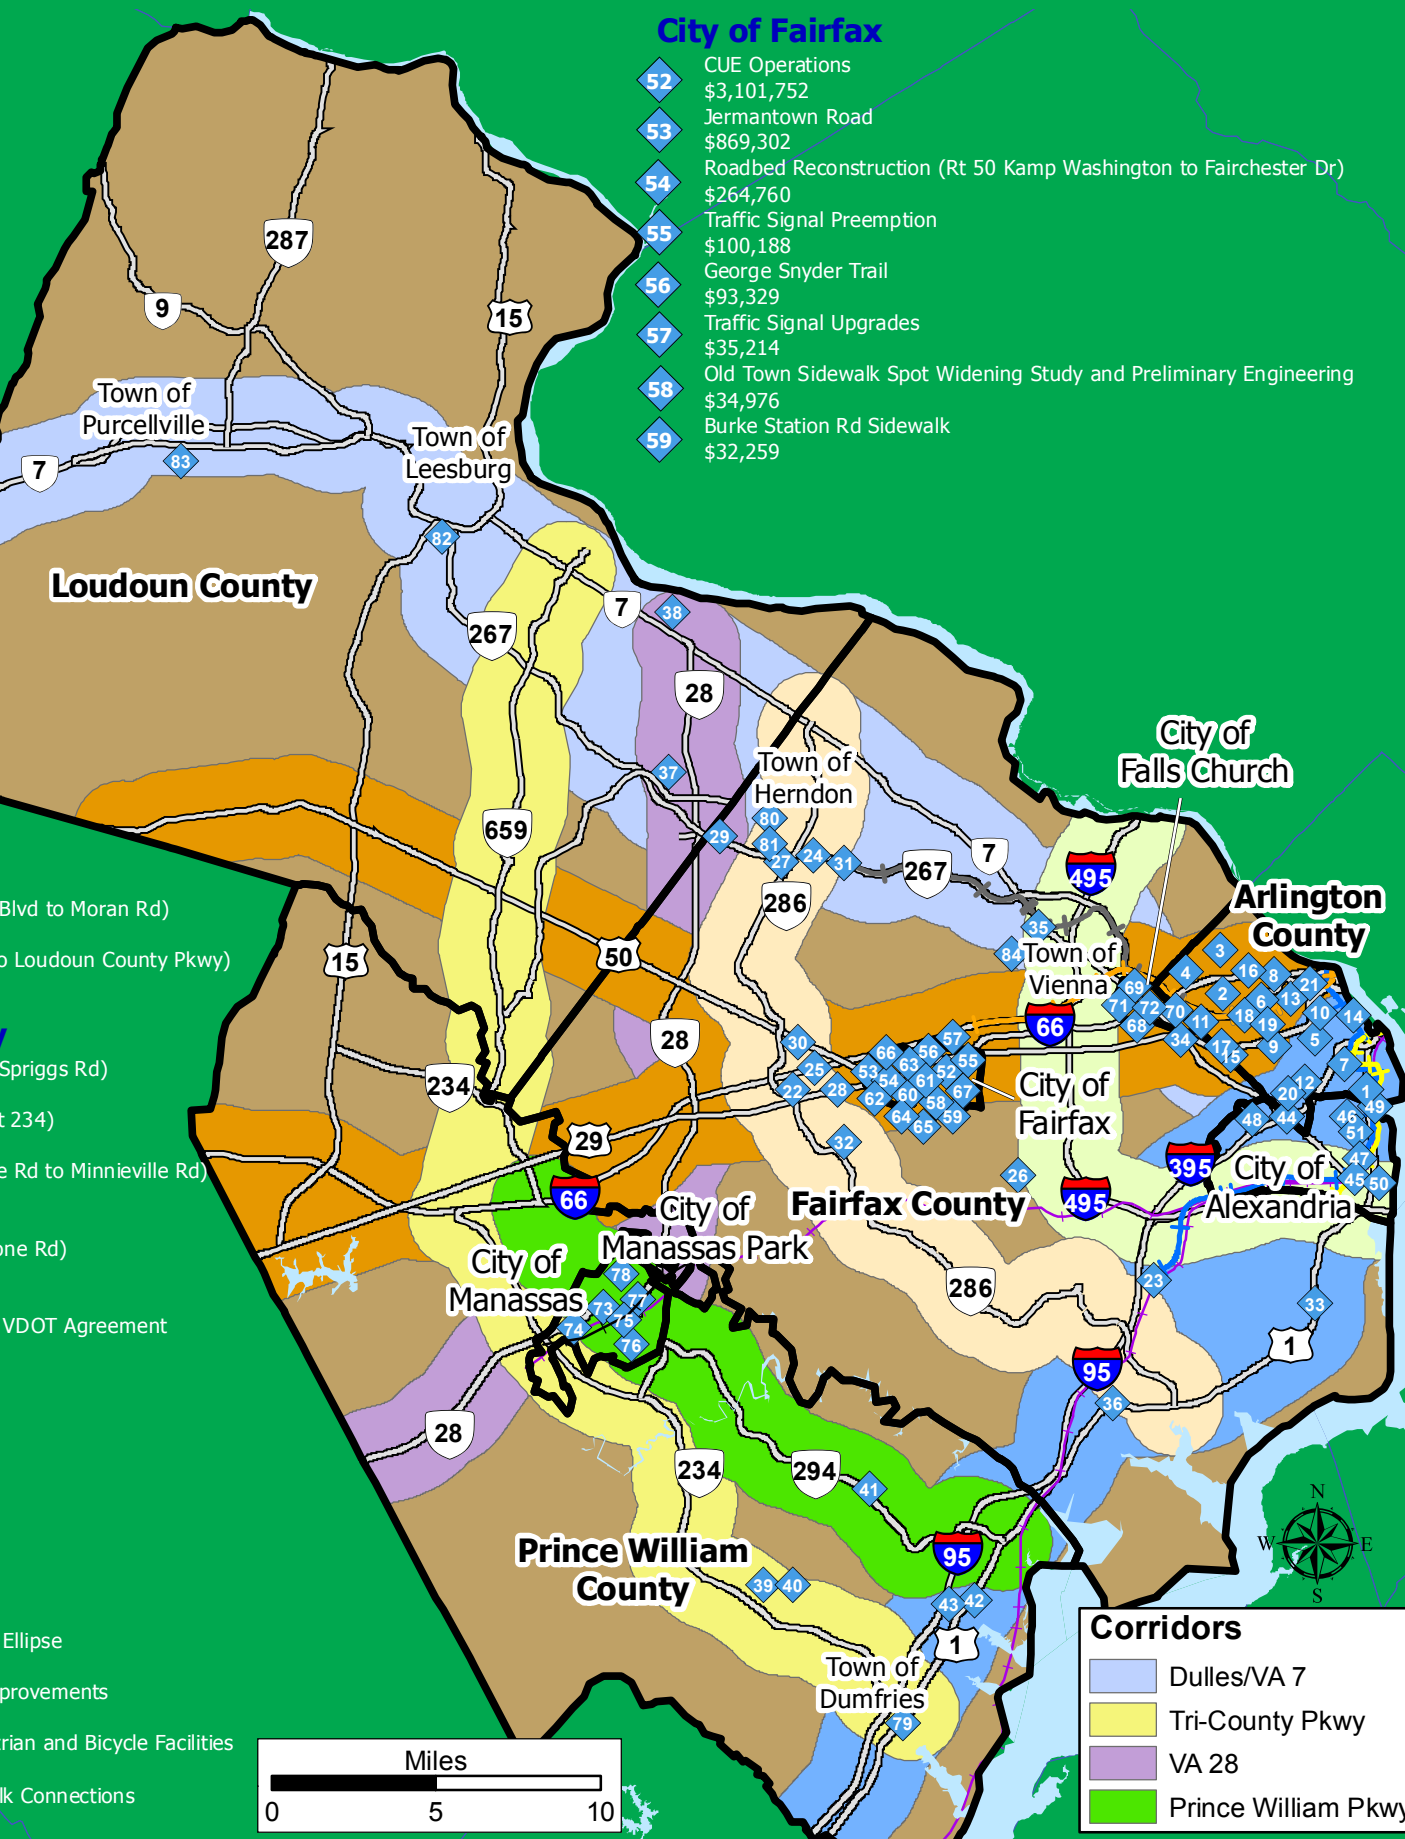 City of Fairfax
52
CUE Operations
$3,101,752
53
Jermantown Road
$869,302
54
Roadbed Reconstruction (Rt 50 Kamp Washington to Fairchester Dr)
$264,760
55
Traffic Signal Preemption
$100,188
56
George Snyder Trail
$93,329
57
Traffic Signal Upgrades
$35,214
58
Old Town Sidewalk Spot Widening Study and Preliminary Engineering
$34,976
59
Burke Station Rd Sidewalk
$32,259
287
9
15
Town of
Purcellville
83
7
Town of
Leesburg
82
Loudoun County
267
7
38
28
659
37
Town of
Herndon
80
81
29
27
24
31
267
7
286
495
City of
Falls Church
Arlington
County
Blvd to Moran Rd)
o Loudoun County Pkwy)
15
50
35
84
Town of
Vienna
3
4
16
8
21
2
6
13
69
71
72
70
11
18
19
10
14
68
34
17
15
9
5
7
66
28
30
25
22
28
66
56
57
53
63
52
55
54
61
62
60
58
67
64
65
59
City of
Fairfax
20
12
1
49
48
44
46
51
47
45
50
y
Spriggs Rd)
t 234)
e Rd to Minnieville Rd)
one Rd)
VDOT Agreement
234
29
66
32
26
395
495
City of
Alexandria
Fairfax County
City of
Manassas Park
City of
Manassas
78
77
73
75
74
76
286
23
33
1
95
36
28
234
294
41
95
Prince William
County
39
40
43
42
1
Town of
Dumfries
79
N
W
E
S
Ellipse
provements
trian and Bicycle Facilities
lk Connections
Miles
0
5
10
Corridors
Dulles/VA 7
Tri-County Pkwy
VA 28
Prince William Pkwy